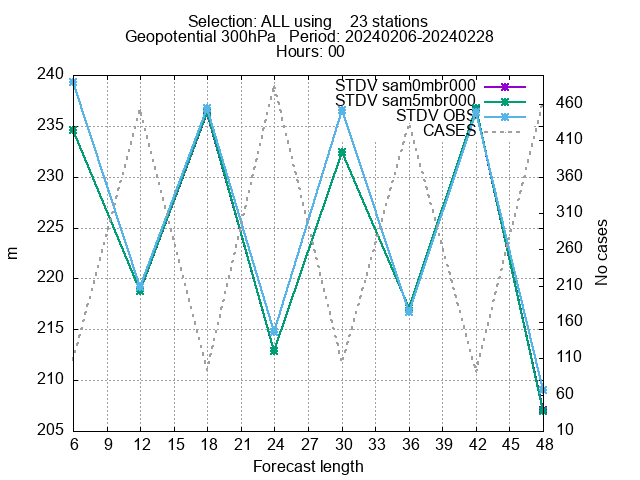 Selection: ALL using    23 stations
Geopotential 300hPa   Period: 20240206-20240228
Hours: 00
STDV sam0mbr000
STDV sam5mbr000
STDV OBS
CASES
240
235
230
225
220
215
210
205
460
410
360
310
260
210
160
110
60
10
m
No cases
6 9 12 15 18 21 24 27 30 33 36 39 42 45 48
Forecast length